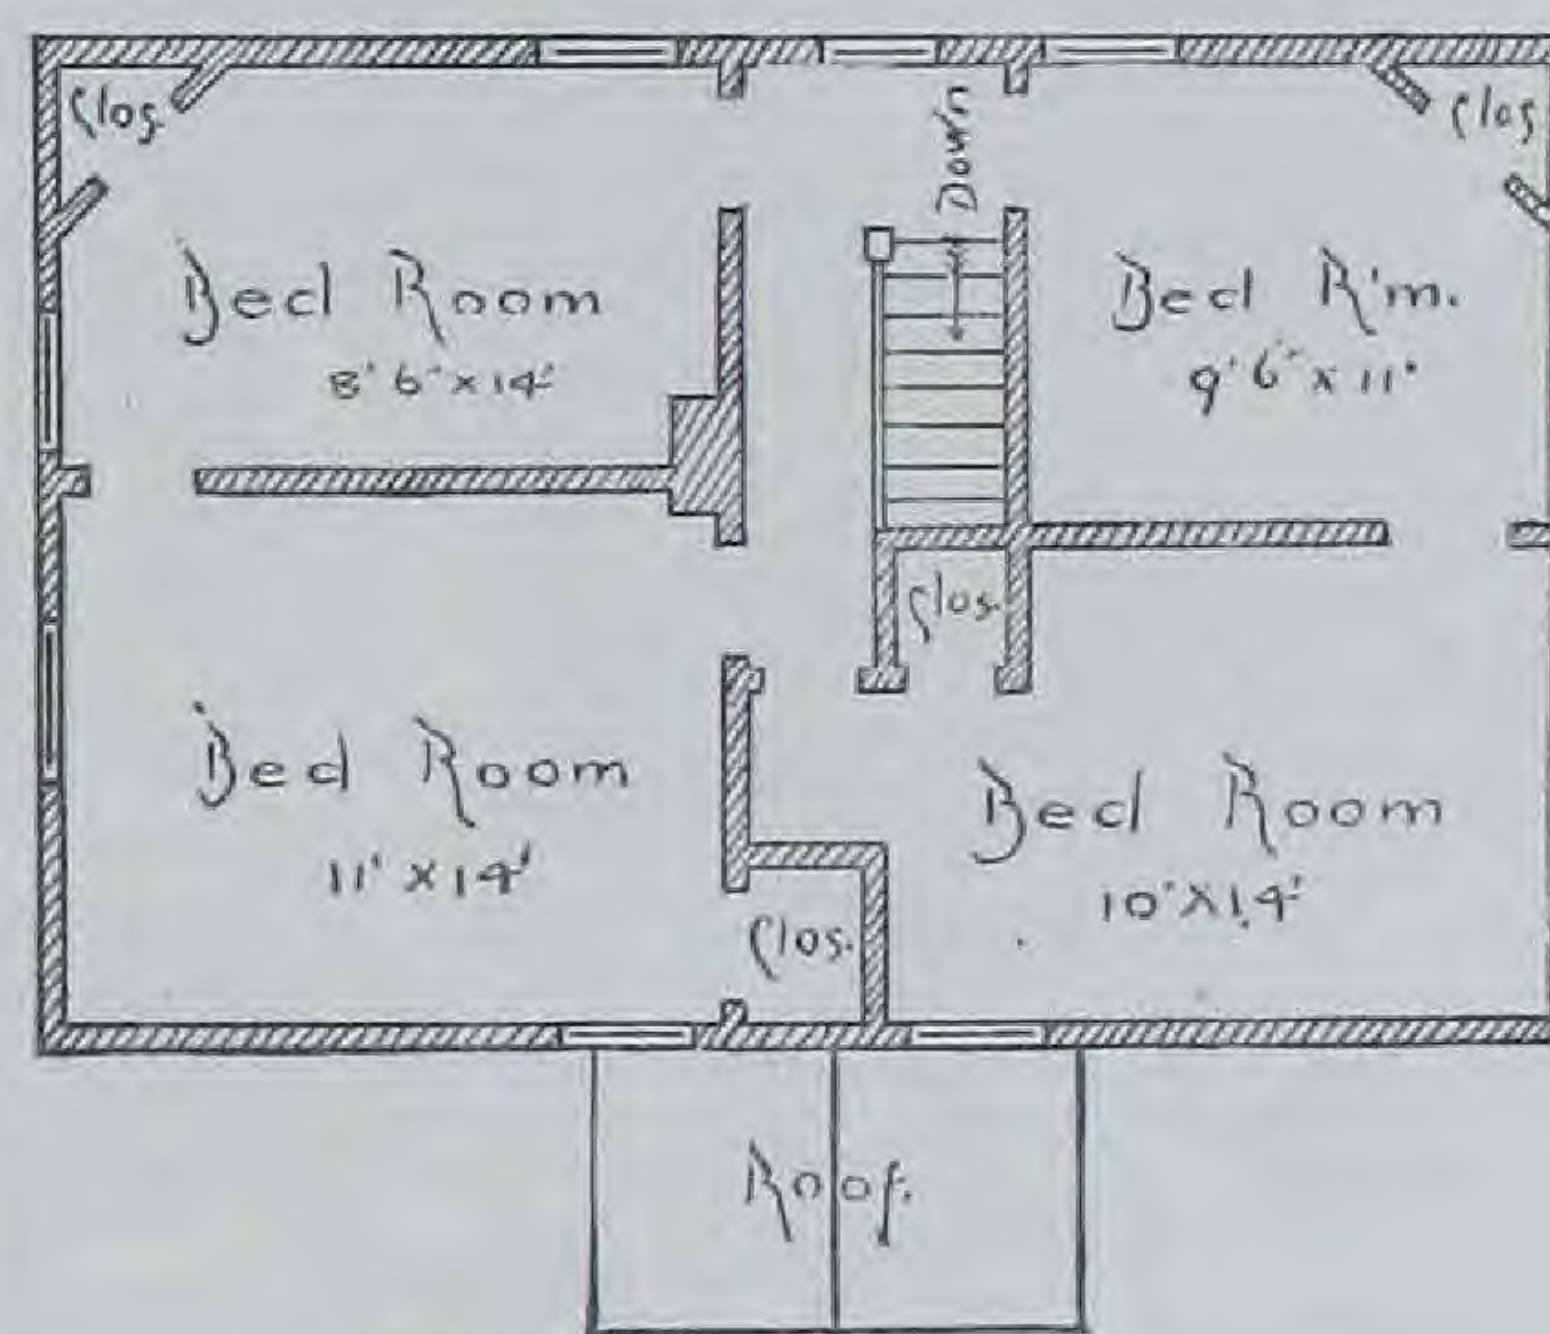 Clos.
Down
Clos
Bed Room
8' 6" x 14'
Bed R'm.
9' 6" x 11'
Clos.
Bed Room
11' x 14'
Bed Room
10' x 14'
Clos.
Roof.